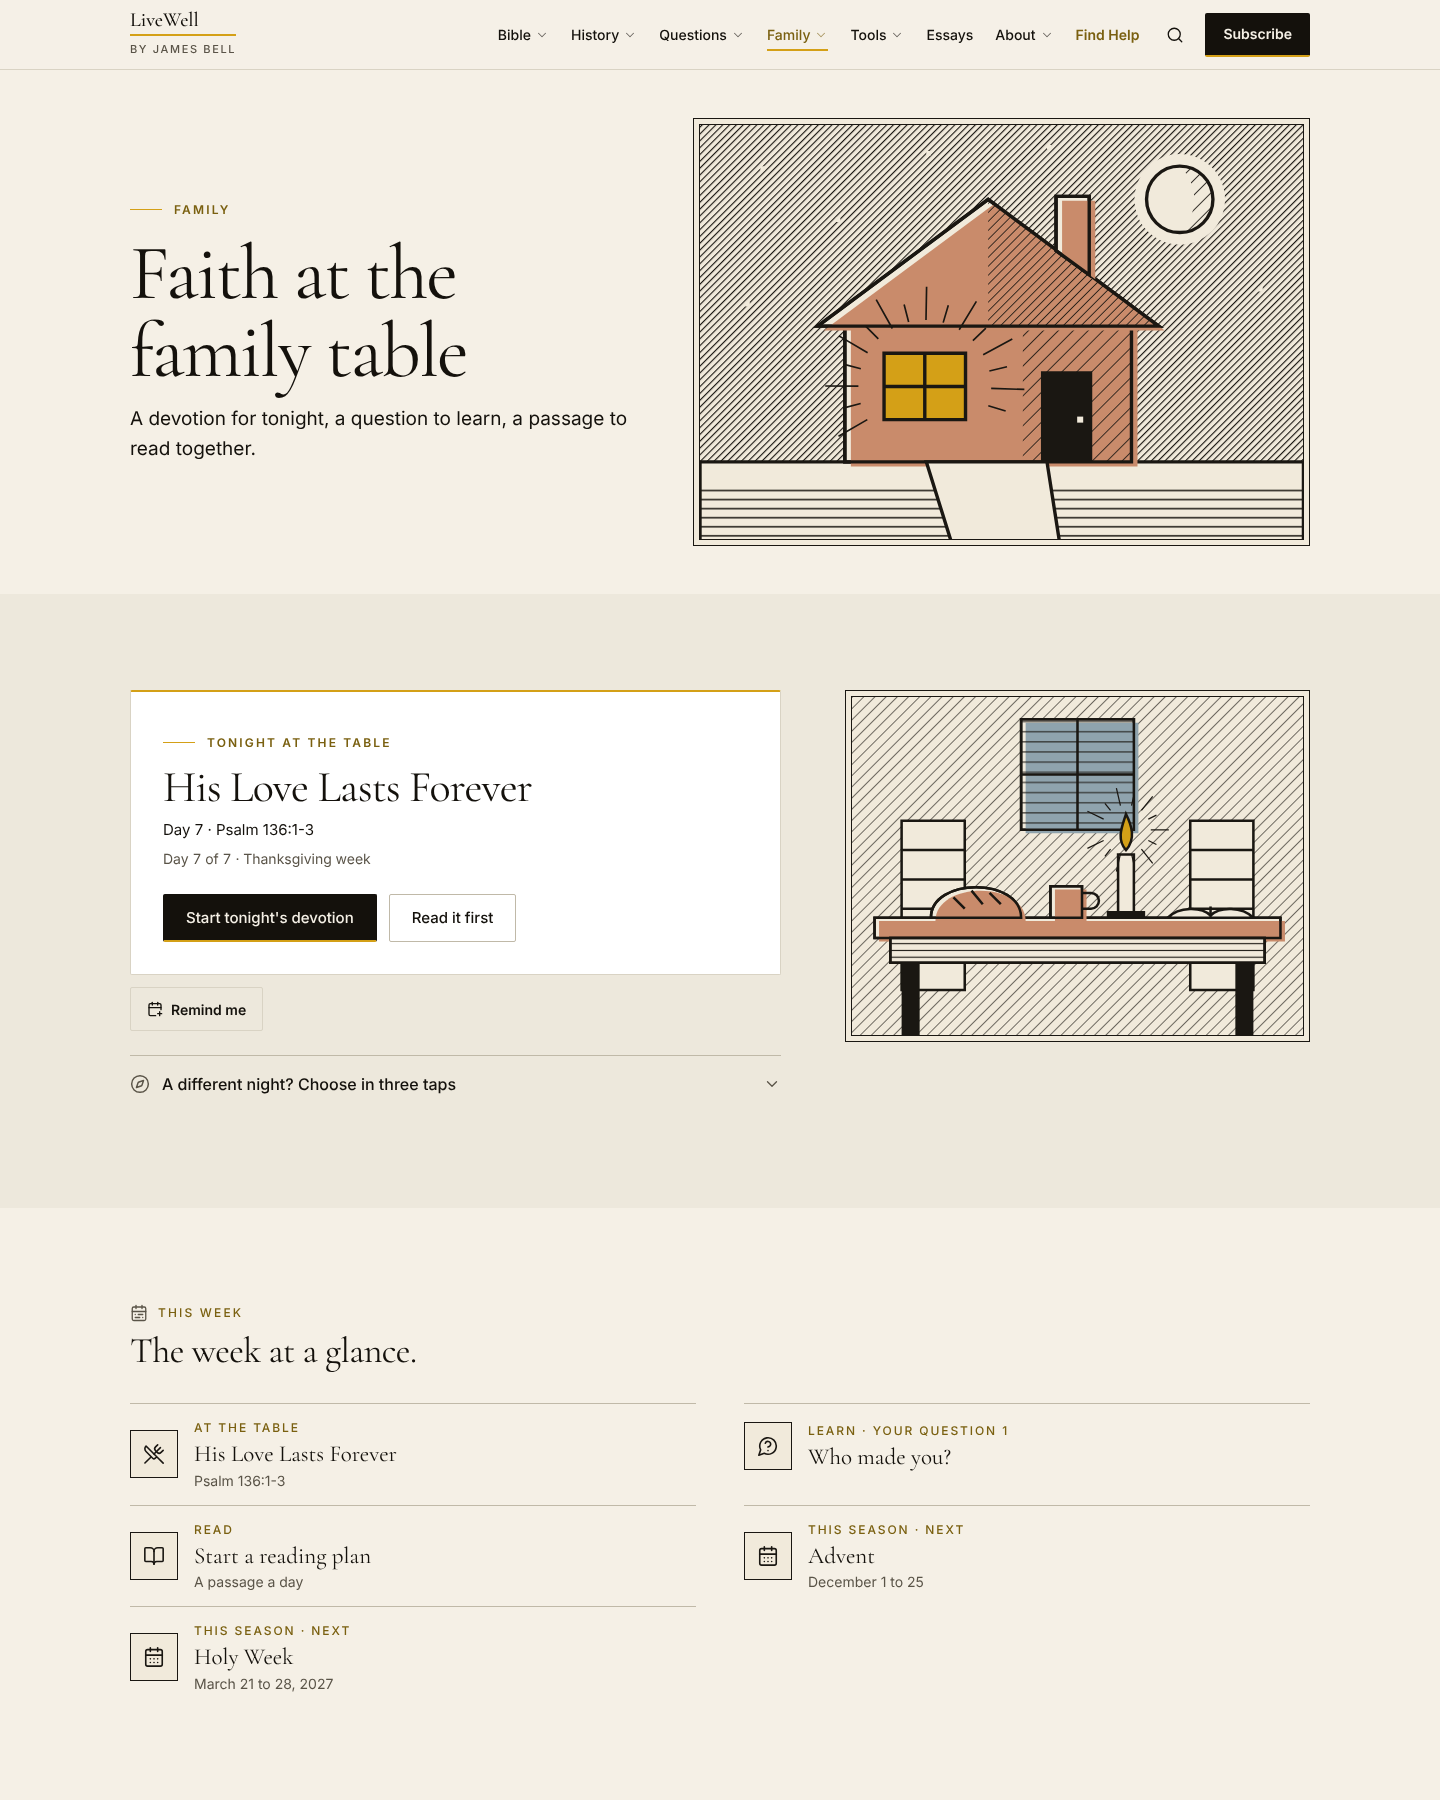 LiveWell
BY JAMES BELL
Bible
History
Questions
Family
Tools
Essays
About
Find Help
Subscribe
FAMILY
Faith at the
family table
A devotion for tonight, a question to learn, a passage to
read together.
TONIGHT AT THE TABLE
His Love Lasts Forever
Day 7 · Psalm 136:1-3
Day 7 of 7 · Thanksgiving week
Start tonight's devotion
Read it first
Remind me
A different night? Choose in three taps
THIS WEEK
The week at a glance.
AT THE TABLE
His Love Lasts Forever
Psalm 136:1-3
LEARN · YOUR QUESTION 1
Who made you?
READ
Start a reading plan
A passage a day
THIS SEASON · NEXT
Advent
December 1 to 25
THIS SEASON · NEXT
Holy Week
March 21 to 28, 2027